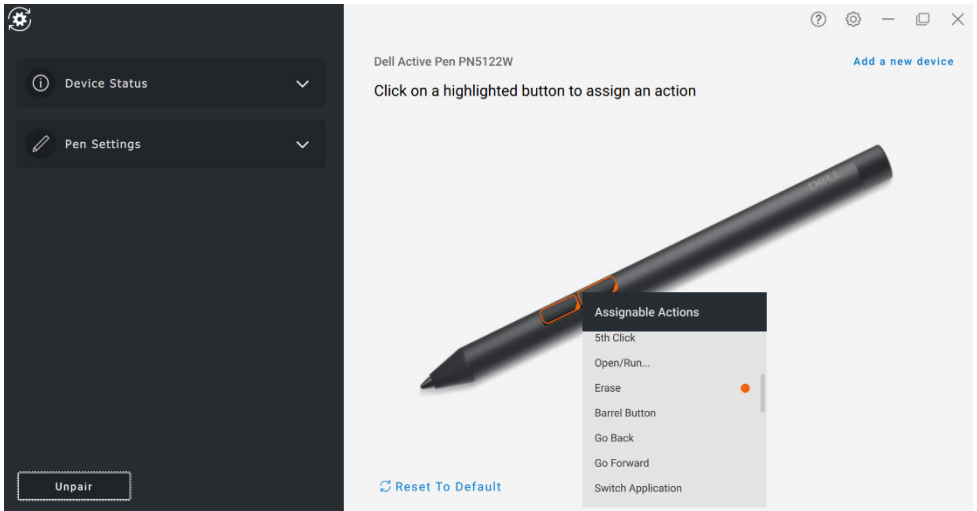 Device Status
Pen Settings
Unpair
Dell Active Pen PN5122W
Add a new device
Click on a highlighted button to assign an action
DELL
Assignable Actions
5th Click
Open/Run...
Erase
Barrel Button
Go Back
Go Forward
Switch Application
Reset To Default